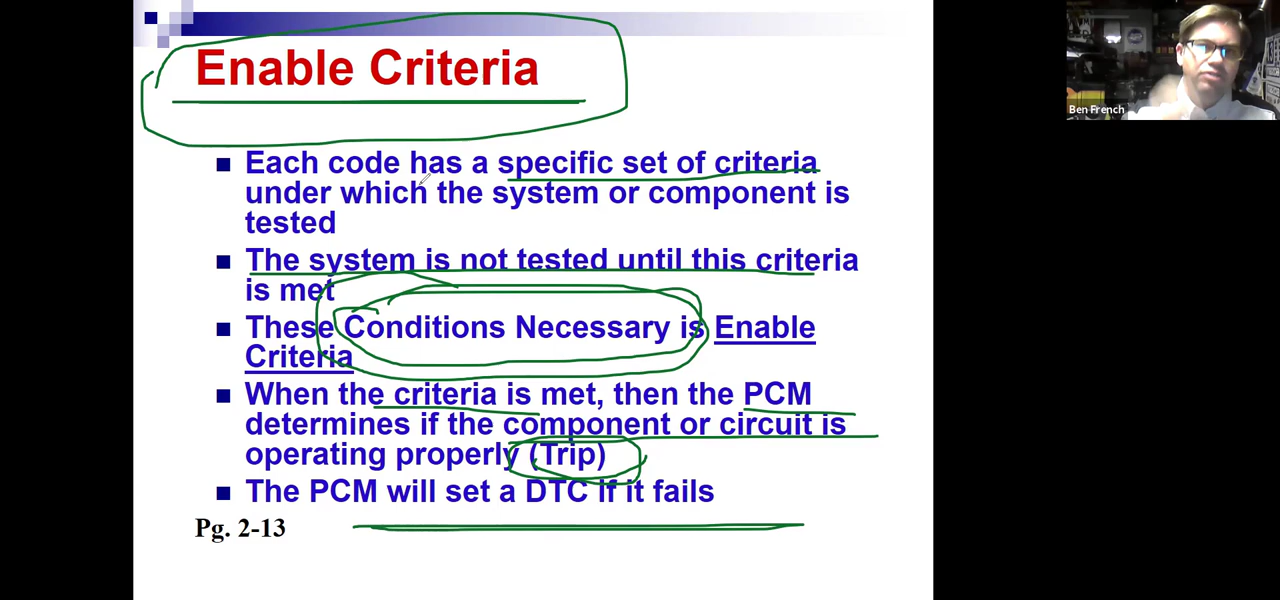 Enable Criteria
Ben French
■ Each code has a specific set of criteria
under which the system or component is
tested
■ The system is not tested until this criteria
is met
■ These Conditions Necessary is Enable
Criteria
■ When the criteria is met, then the PCM
determines if the component or circuit is
operating properly (Trip)
■ The PCM will set a DTC if it fails
Pg. 2-13